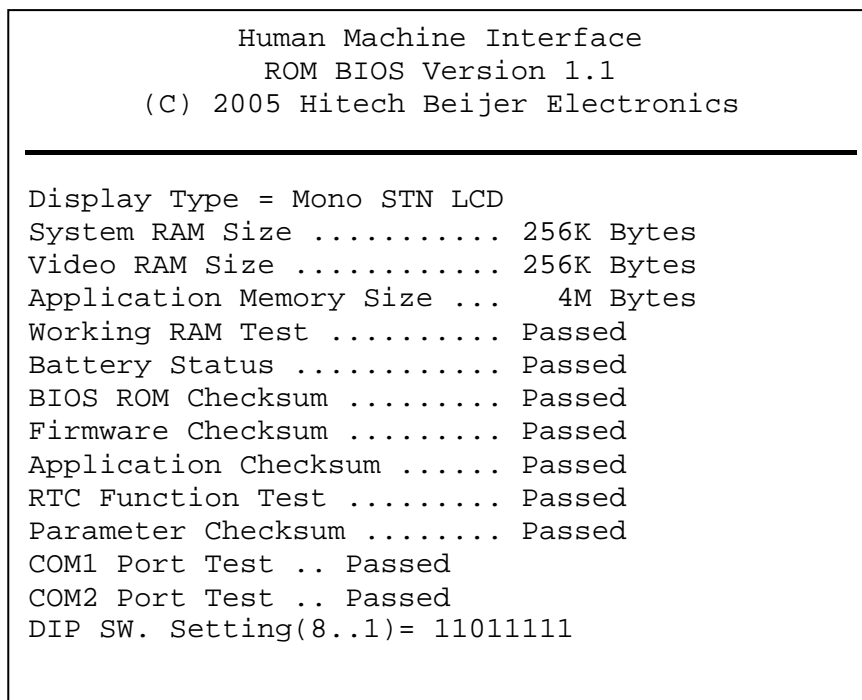 Human Machine Interface
ROM BIOS Version 1.1
(C) 2005 Hitech Beijer Electronics
Display Type = Mono STN LCD
System RAM Size ........... 256K Bytes
Video RAM Size ............ 256K Bytes
Application Memory Size ...   4M Bytes
Working RAM Test .......... Passed
Battery Status ............ Passed
BIOS ROM Checksum ......... Passed
Firmware Checksum ......... Passed
Application Checksum ...... Passed
RTC Function Test ......... Passed
Parameter Checksum ........ Passed
COM1 Port Test .. Passed
COM2 Port Test .. Passed
DIP SW. Setting(8..1)= 11011111